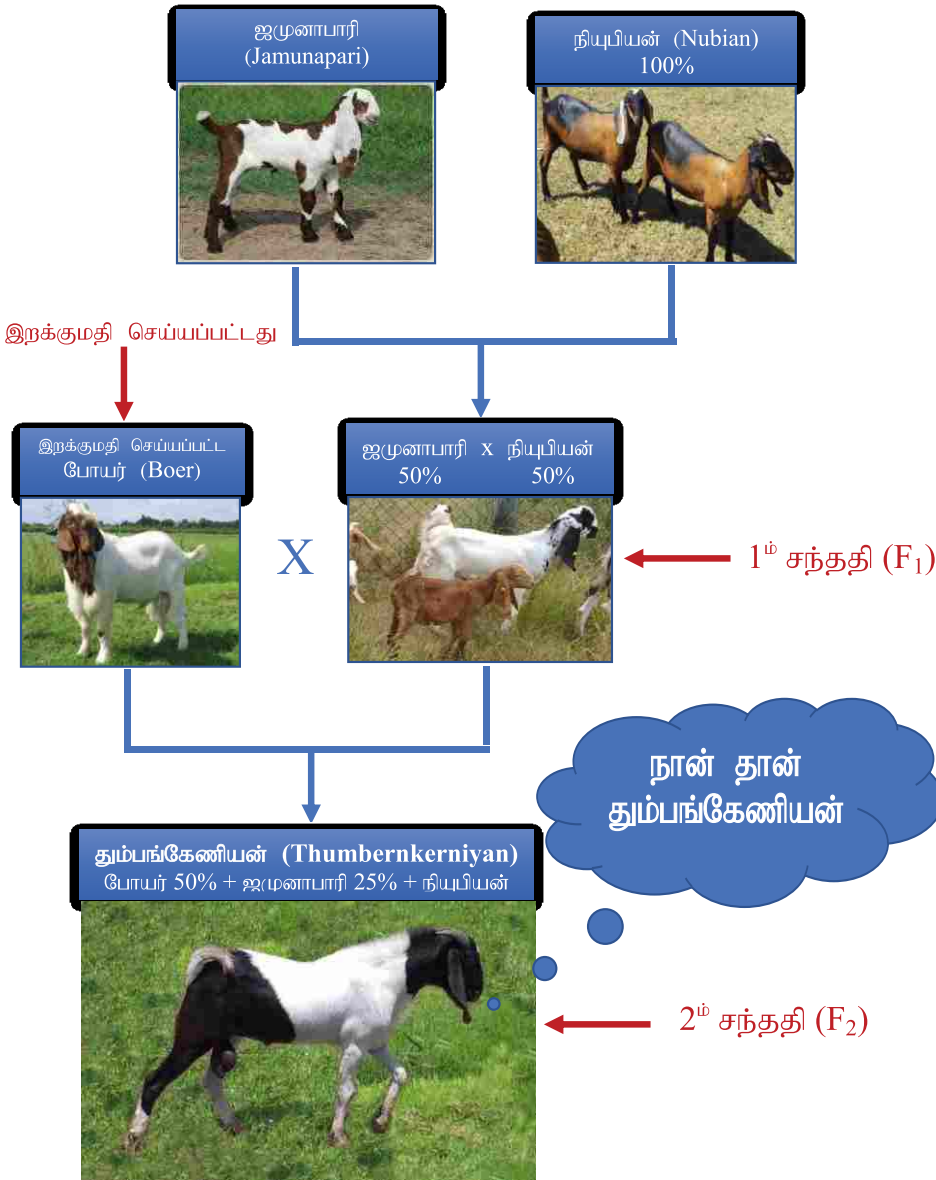 ஜமுனாபாரி
(Jamunapari)
நியுபியன் (Nubian)
100%
இறக்குமதி செய்யப்பட்டது
இறக்குமதி செய்யப்பட்ட
போயர் (Boer)
ஜமுனாபாரி x நியுபியன்
50% 50%
X
1ம் சந்ததி (F₁)
நான் தான்
தும்பங்கேணியன்
தும்பங்கேணியன் (Thumbernkerniyan)
போயர் 50% + ஜமுனாபாரி 25% + நியுபியன்
2ம் சந்ததி (F₂)